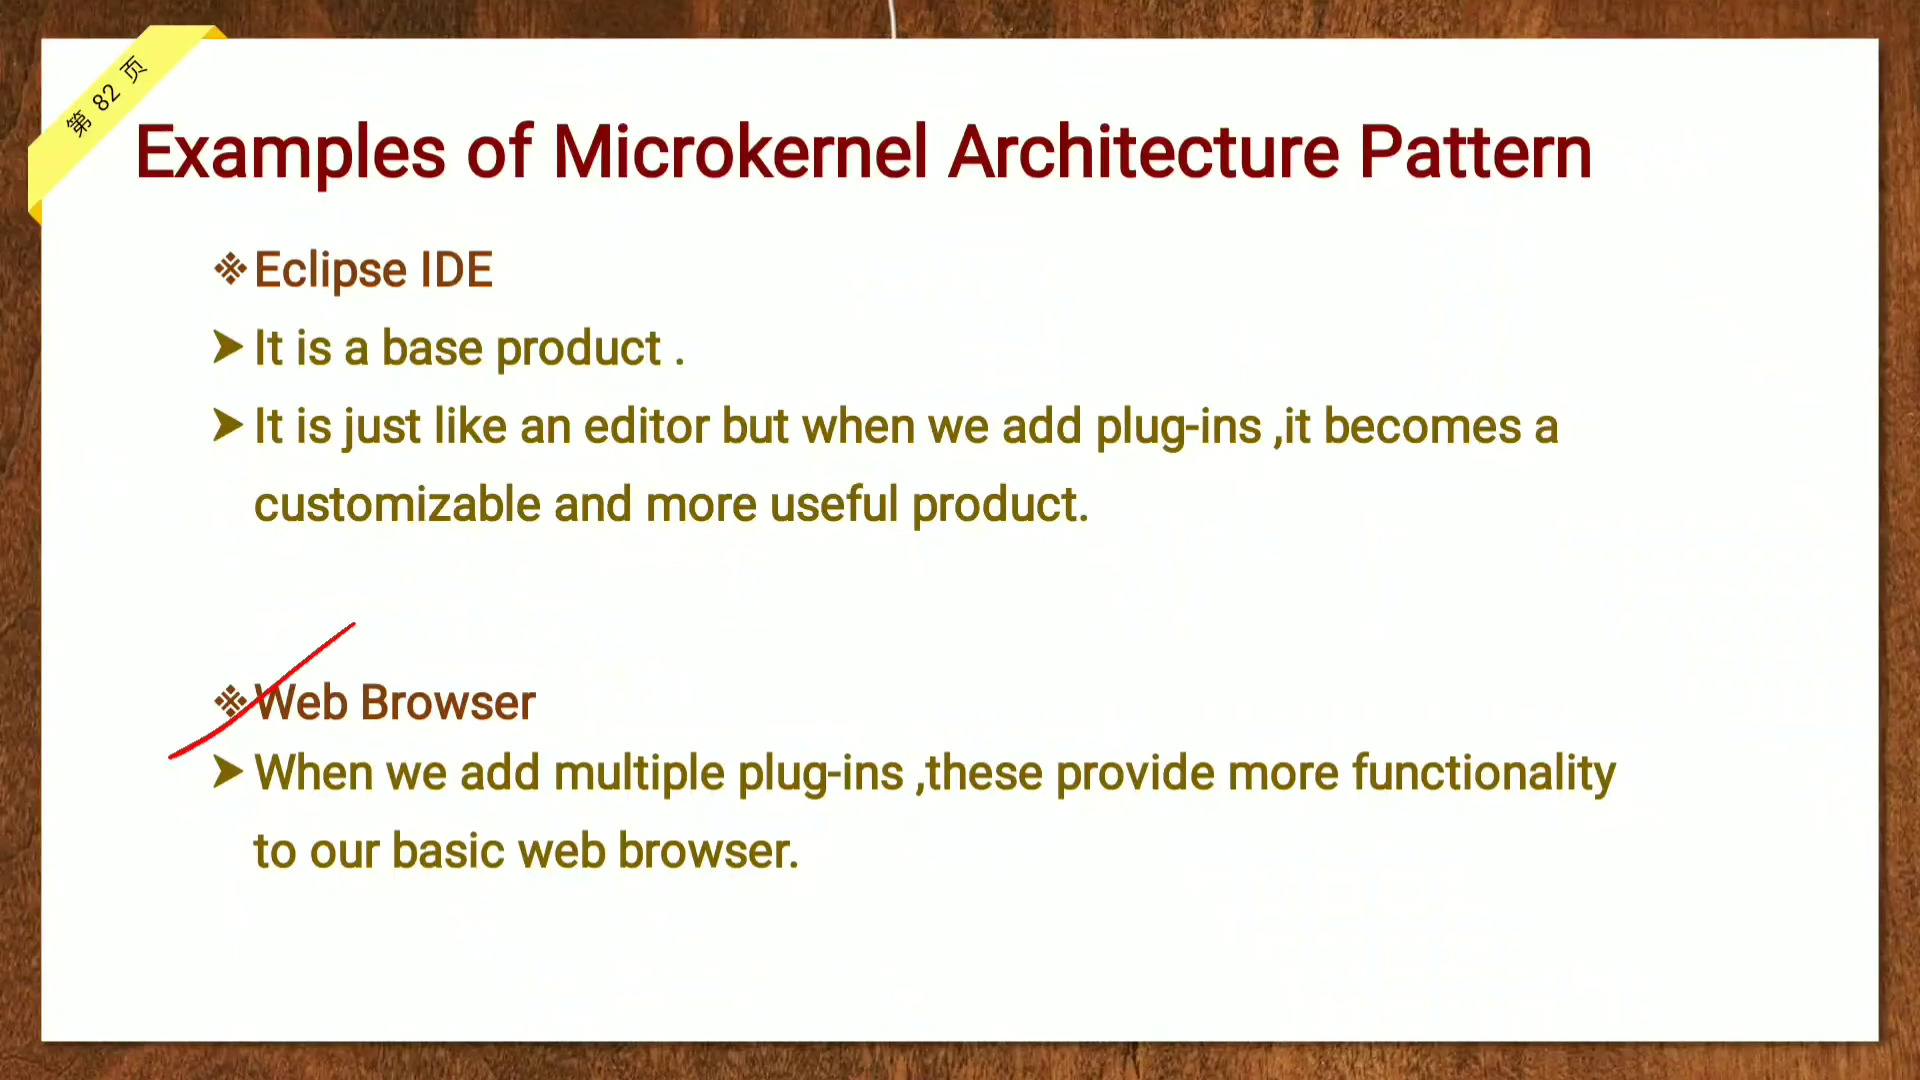 第 82 页
Examples of Microkernel Architecture Pattern
❖Eclipse IDE
➤It is a base product .
➤It is just like an editor but when we add plug-ins ,it becomes a
customizable and more useful product.
❖Web Browser
➤When we add multiple plug-ins ,these provide more functionality
to our basic web browser.